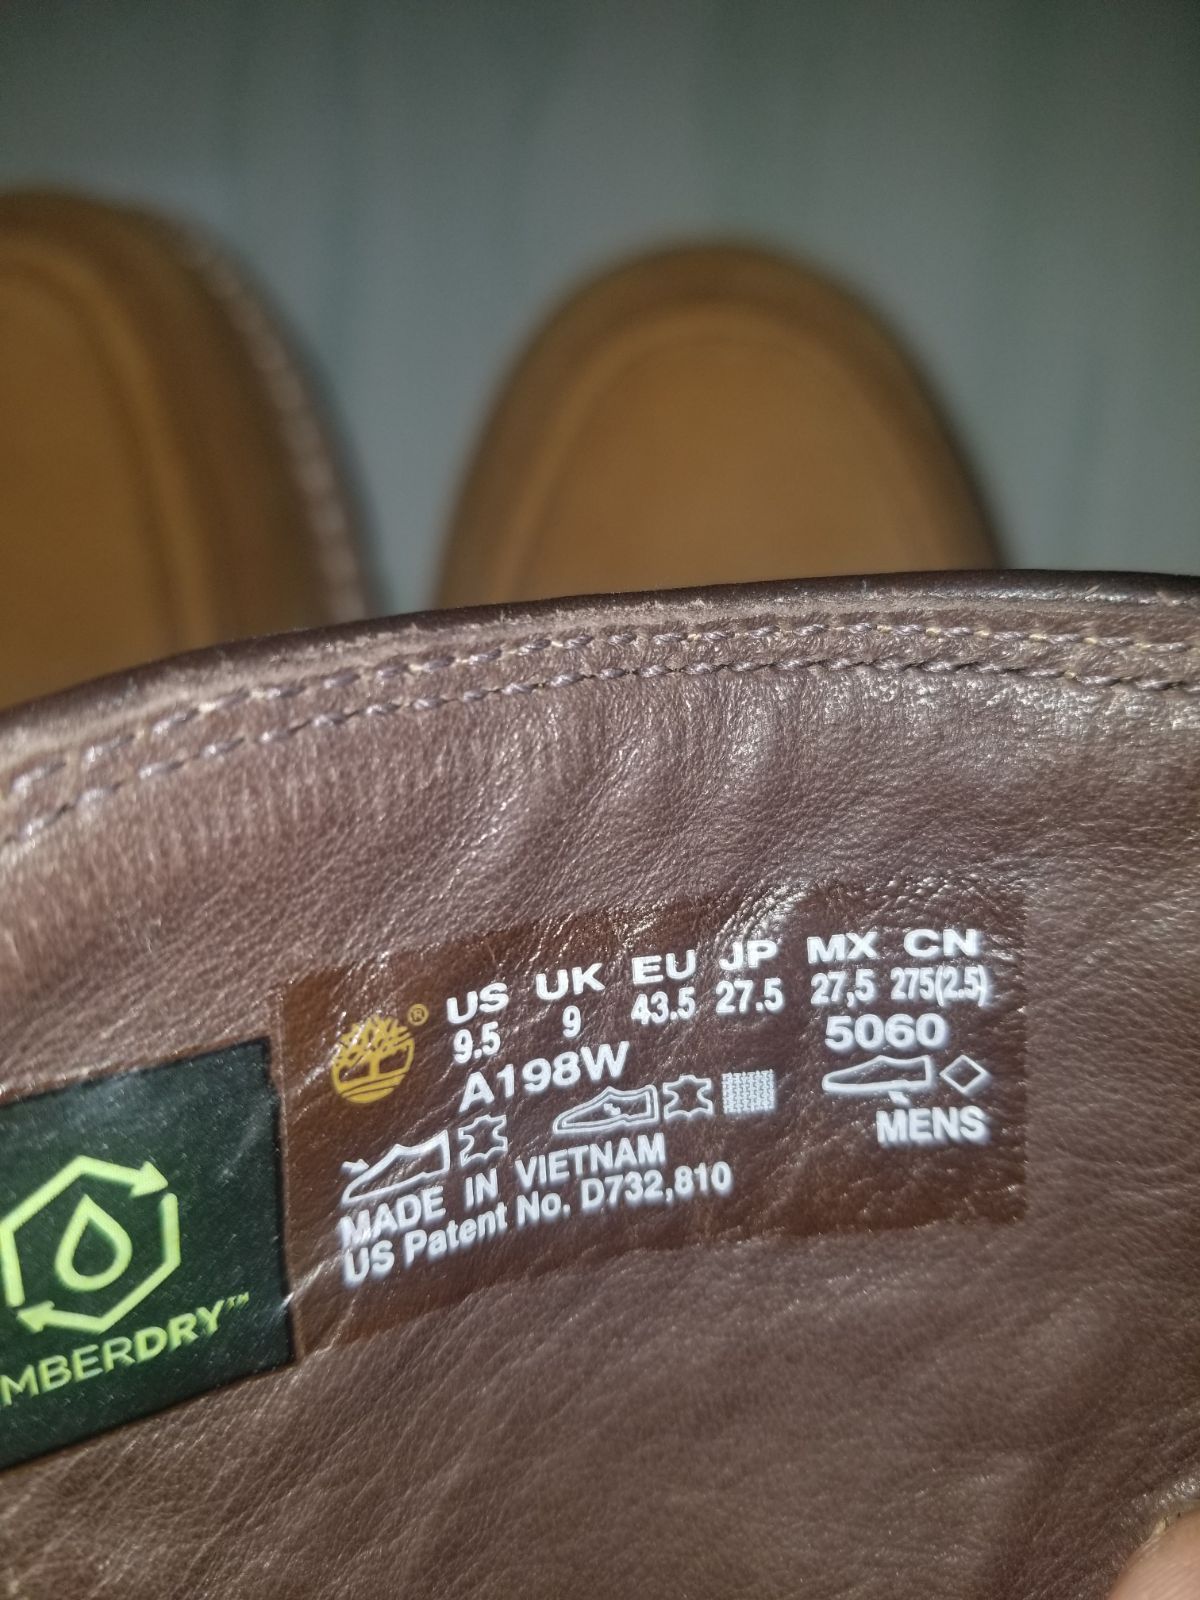 US UK EU JP MX CN
9.5 9 43.5 27.5 27,5 275(2.5)
A198W 5060
MENS
MADE IN VIETNAM
US Patent No. D732,810
®
MBERDRY™